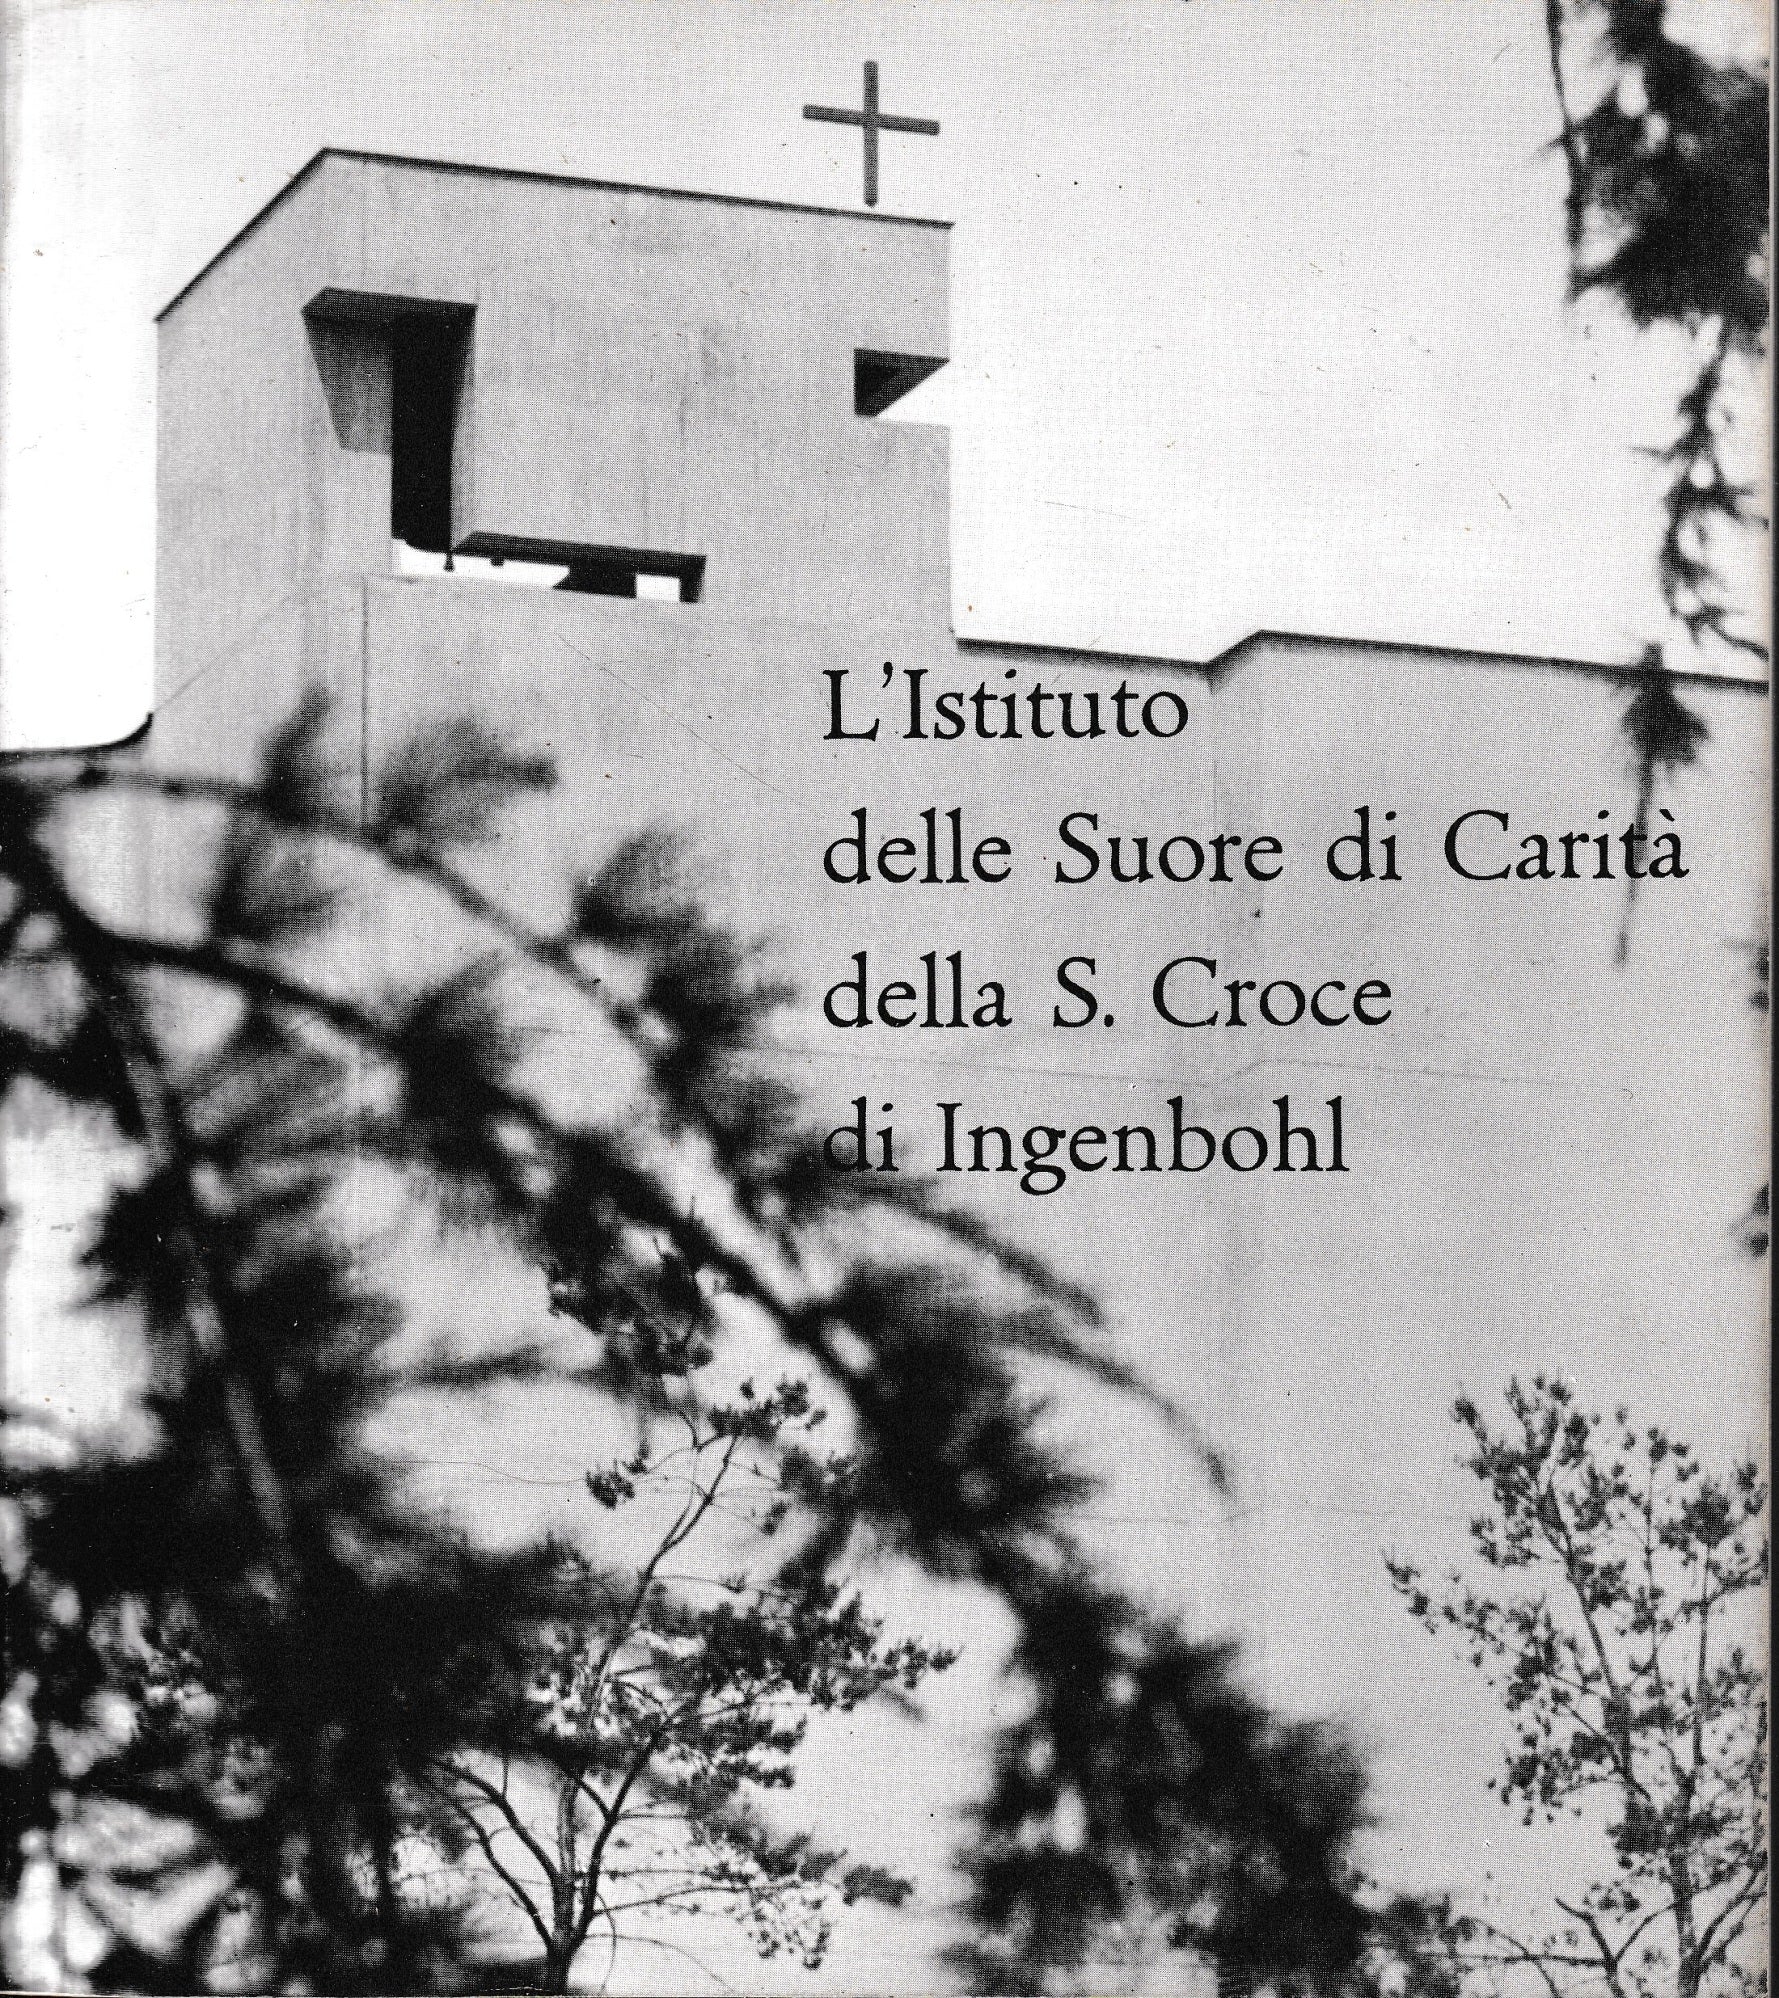 L'Istituto
delle Suore di Carità
della S. Croce
di Ingenbohl